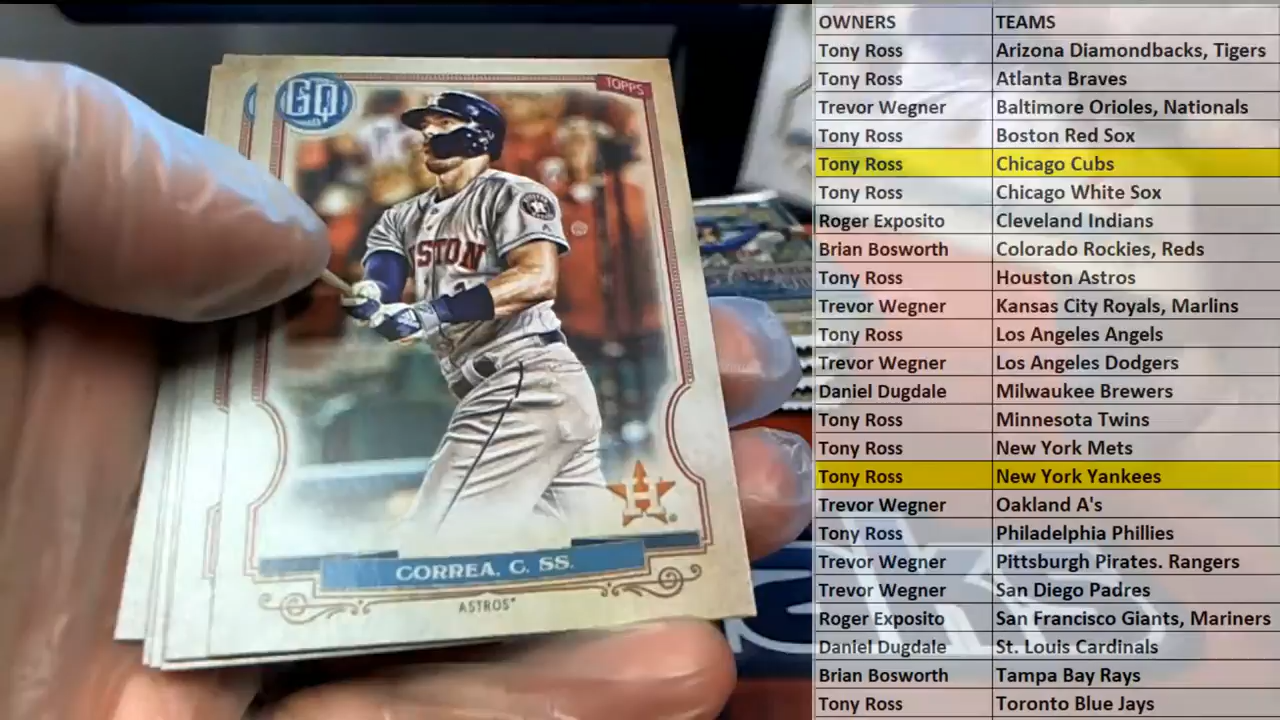 GQ
TOPPS
STON
CORREA, C. SS.
ASTROS
OWNERS TEAMS
Tony Ross Arizona Diamondbacks, Tigers
Tony Ross Atlanta Braves
Trevor Wegner Baltimore Orioles, Nationals
Tony Ross Boston Red Sox
Tony Ross Chicago Cubs
Tony Ross Chicago White Sox
Roger Exposito Cleveland Indians
Brian Bosworth Colorado Rockies, Reds
Tony Ross Houston Astros
Trevor Wegner Kansas City Royals, Marlins
Tony Ross Los Angeles Angels
Trevor Wegner Los Angeles Dodgers
Daniel Dugdale Milwaukee Brewers
Tony Ross Minnesota Twins
Tony Ross New York Mets
Tony Ross New York Yankees
Trevor Wegner Oakland A's
Tony Ross Philadelphia Phillies
Trevor Wegner Pittsburgh Pirates. Rangers
Trevor Wegner San Diego Padres
Roger Exposito San Francisco Giants, Mariners
Daniel Dugdale St. Louis Cardinals
Brian Bosworth Tampa Bay Rays
Tony Ross Toronto Blue Jays